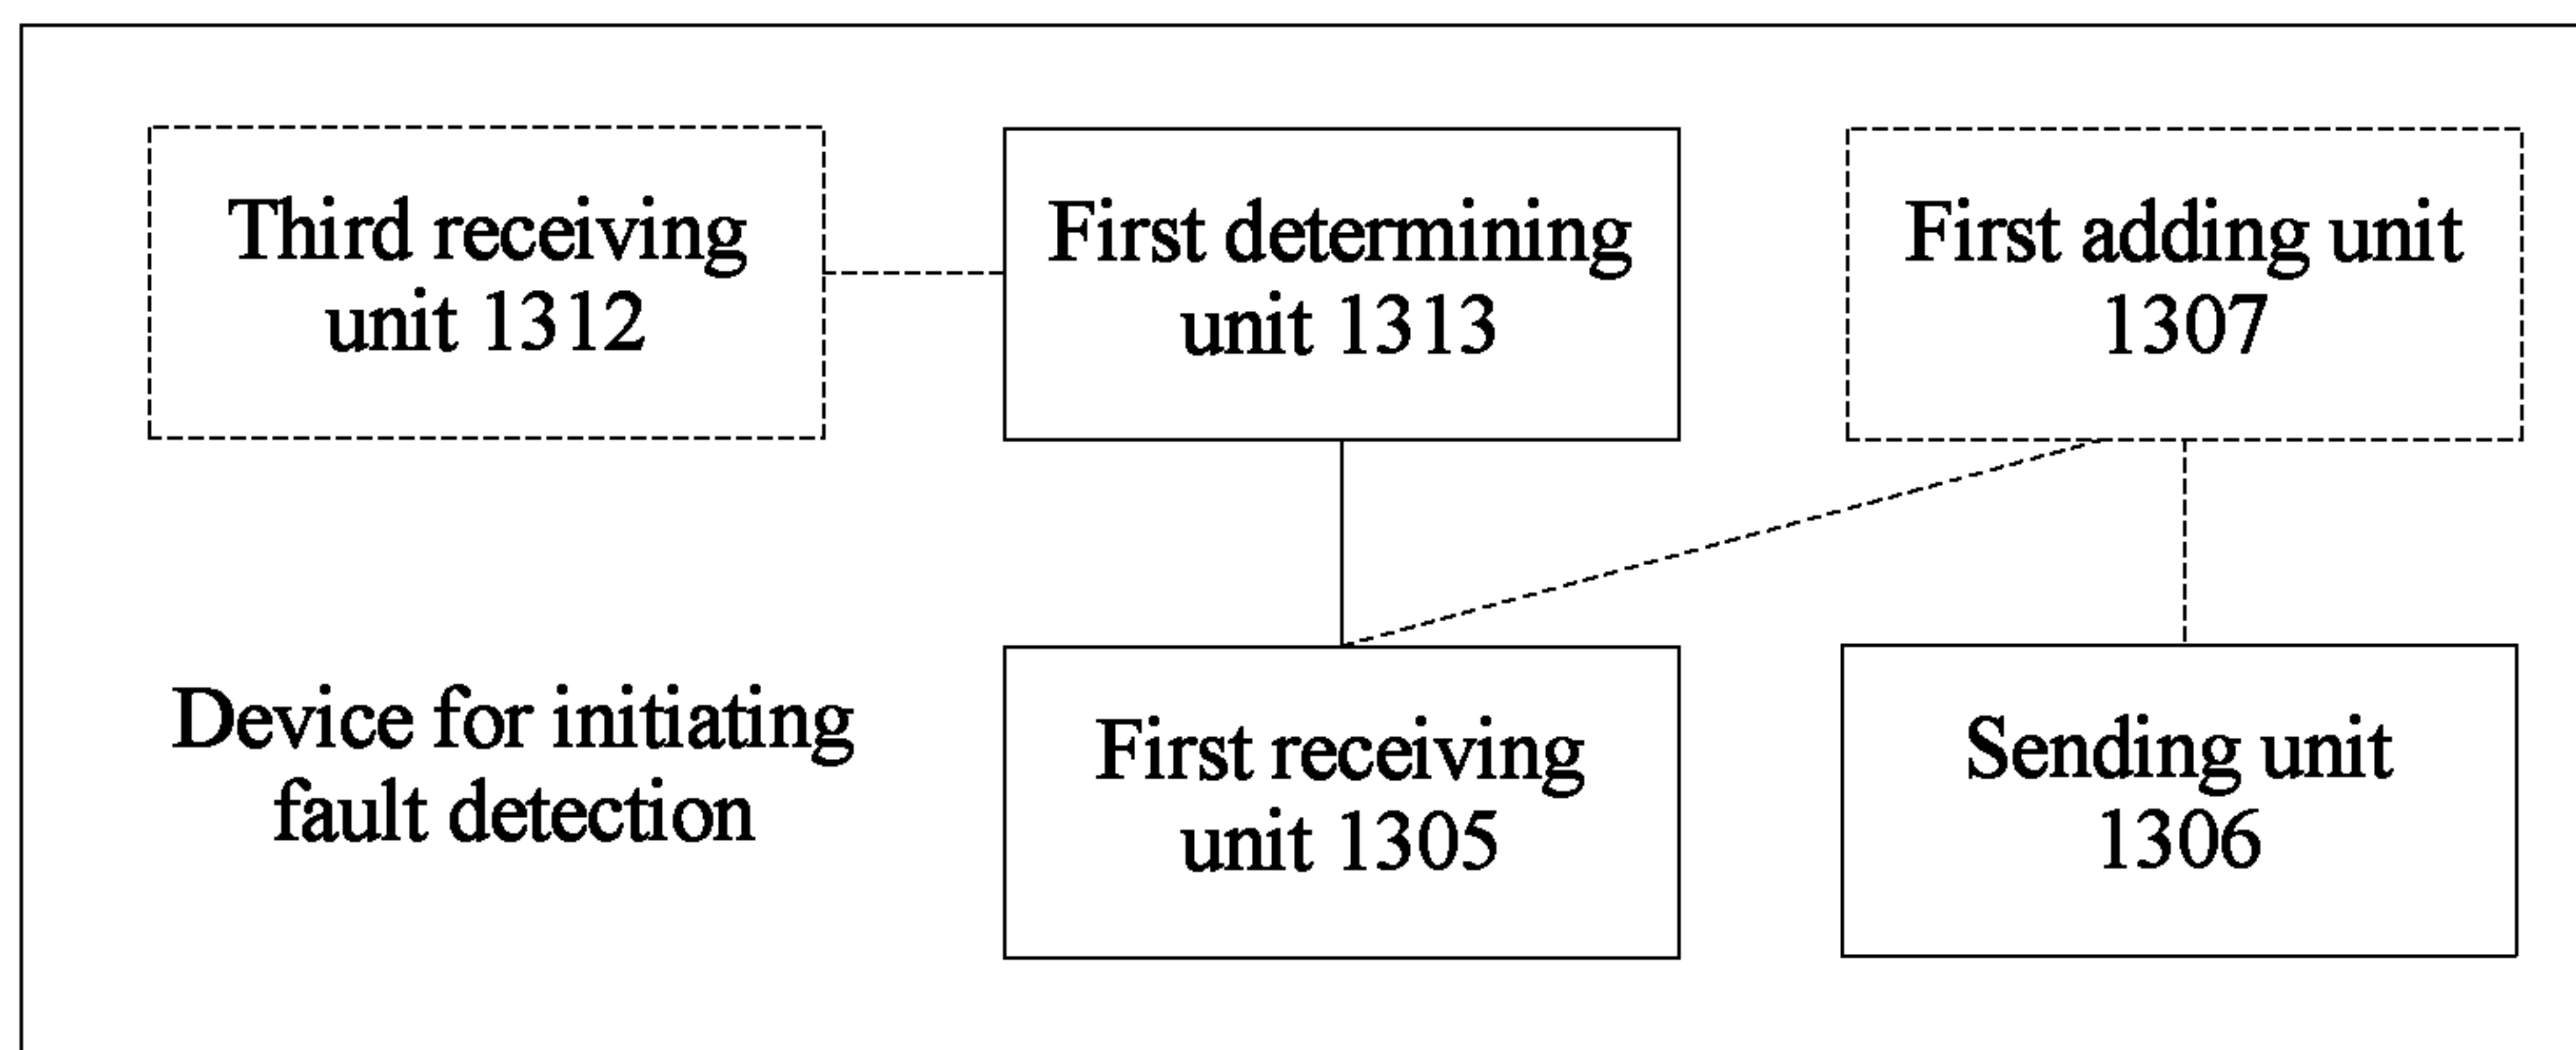 Third receiving
unit 1312
First determining
unit 1313
First adding unit
1307
Device for initiating
fault detection
First receiving
unit 1305
Sending unit
1306